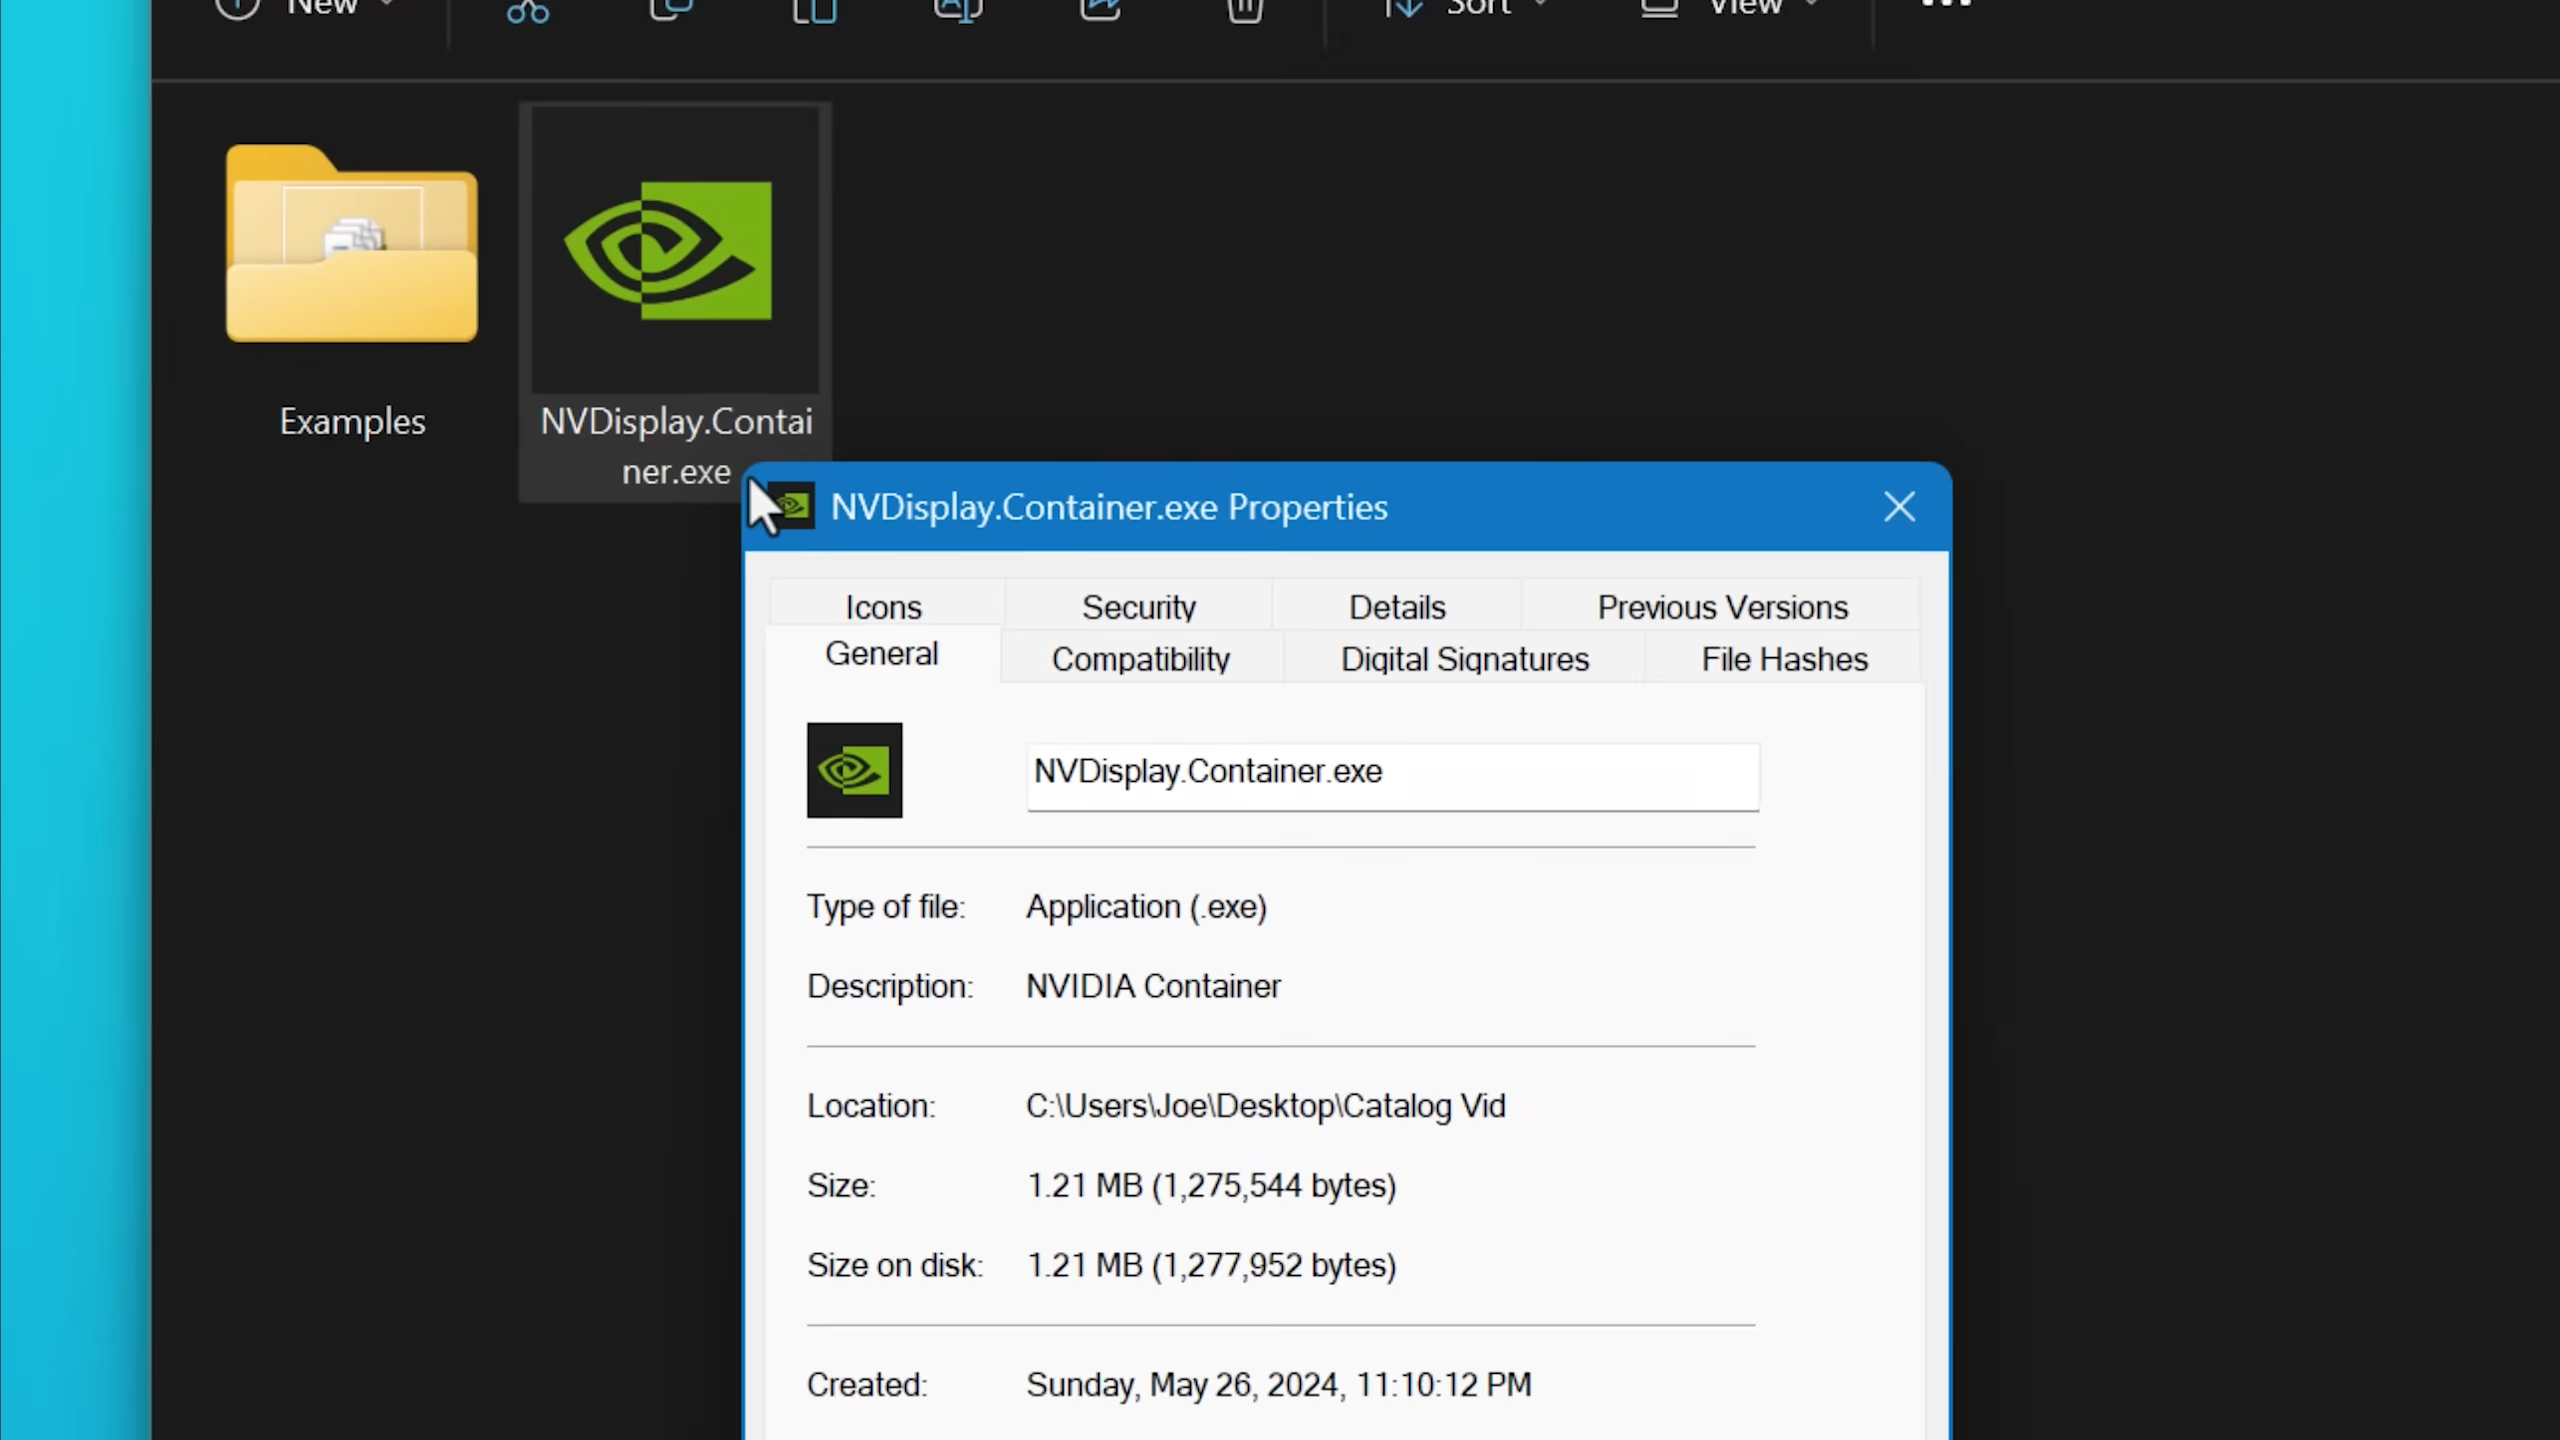 New
Sort
View
Examples
NVDisplay.Contai
ner.exe
NVDisplay.Container.exe Properties
Icons
Security
Details
Previous Versions
General
Compatibility
Digital Signatures
File Hashes
NVDisplay.Container.exe
Type of file: Application (.exe)
Description: NVIDIA Container
Location: C:\Users\Joe\Desktop\Catalog Vid
Size: 1.21 MB (1,275,544 bytes)
Size on disk: 1.21 MB (1,277,952 bytes)
Created: Sunday, May 26, 2024, 11:10:12 PM